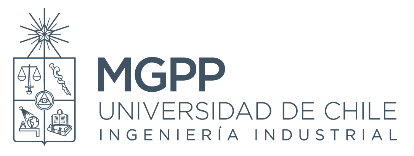 MGPP
UNIVERSIDAD DE CHILE
INGENIERÍA INDUSTRIAL